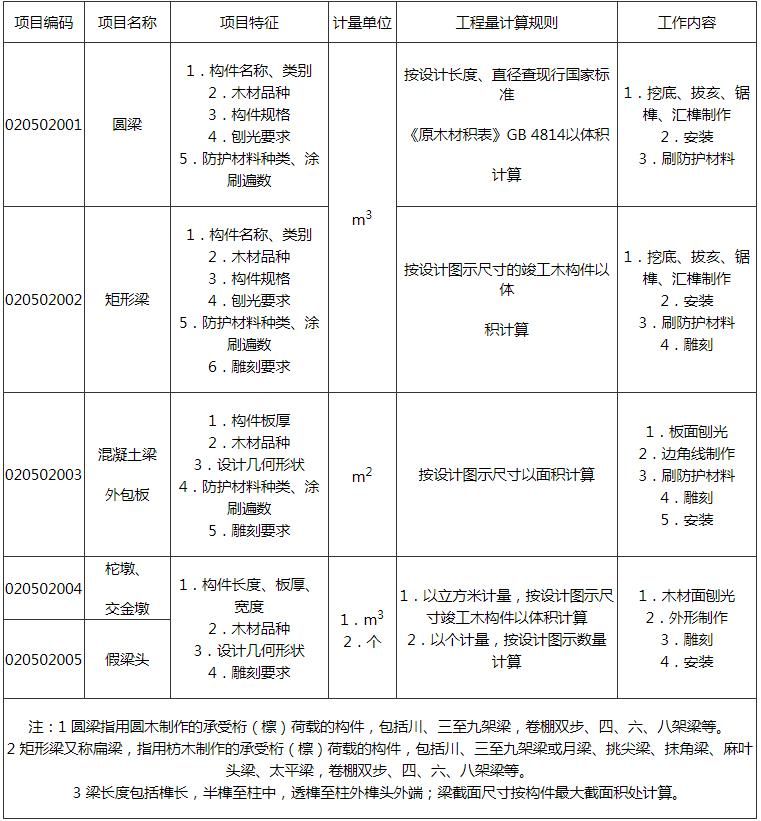 项目编码 项目名称 项目特征 计量单位 工程量计算规则 工作内容
020502001
圆梁
1．构件名称、类别
2．木材品种
3．构件规格
4．刨光要求
5．防护材料种类、涂
刷遍数
m3
按设计长度、直径查现行国家标
准
《原木材积表》GB 4814以体积
计算
1．挖底、拔亥、锯
榫、汇榫制作
2．安装
3．刷防护材料
020502002
矩形梁
1．构件名称、类别
2．木材品种
3．构件规格
4．刨光要求
5．防护材料种类、涂
刷遍数
6．雕刻要求
按设计图示尺寸的竣工木构件以
体
积计算
1．挖底、拔亥、锯
榫、汇榫制作
2．安装
3．刷防护材料
4．雕刻
020502003
混凝土梁
外包板
1．构件板厚
2．木材品种
3．设计几何形状
4．防护材料种类、涂
刷遍数
5．雕刻要求
m2
按设计图示尺寸以面积计算
1．板面刨光
2．边角线制作
3．刷防护材料
4．雕刻
5．安装
020502004
柁墩、
交金墩
020502005
假梁头
1．构件长度、板厚、
宽度
2．木材品种
3．设计几何形状
4．雕刻要求
1．m3
2．个
1．以立方米计量，按设计图示尺
寸竣工木构件以体积计算
2．以个计量，按设计图示数量
计算
1．木材面刨光
2．外形制作
3．雕刻
4．安装
注：1 圆梁指用圆木制作的承受桁（檩）荷载的构件，包括川、三至九架梁，卷棚双步、四、六、八架梁等。
2 矩形梁又称扁梁，指用枋木制作的承受桁（檩）荷载的构件，包括川、三至九架梁或月梁、挑尖梁、抹角梁、麻叶
头梁、太平梁，卷棚双步、四、六、八架梁等。
3 梁长度包括榫长，半榫至柱中，透榫至柱外榫头外端；梁截面尺寸按构件最大截面积处计算。